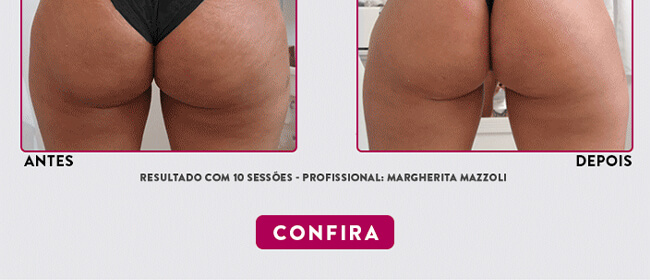 ANTES
DEPOIS
RESULTADO COM 10 SESSÕES - PROFISSIONAL: MARGHERITA MAZZOLI
CONFIRA